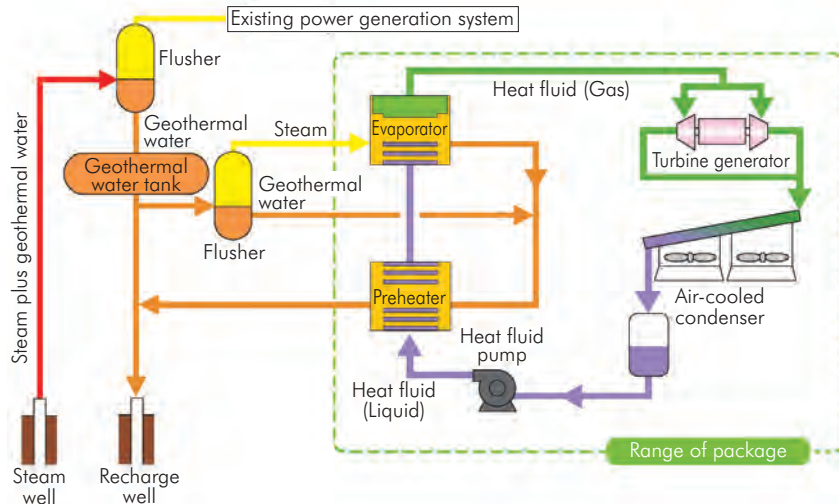 Existing power generation system
Flusher
Heat fluid (Gas)
Geothermal
water
Steam
Evaporator
Turbine generator
Geothermal
water tank
Geothermal
water
Flusher
Steam plus geothermal water
Preheater
Air-cooled
condenser
Heat fluid
pump
Heat fluid
(Liquid)
Range of package
Steam
well
Recharge
well